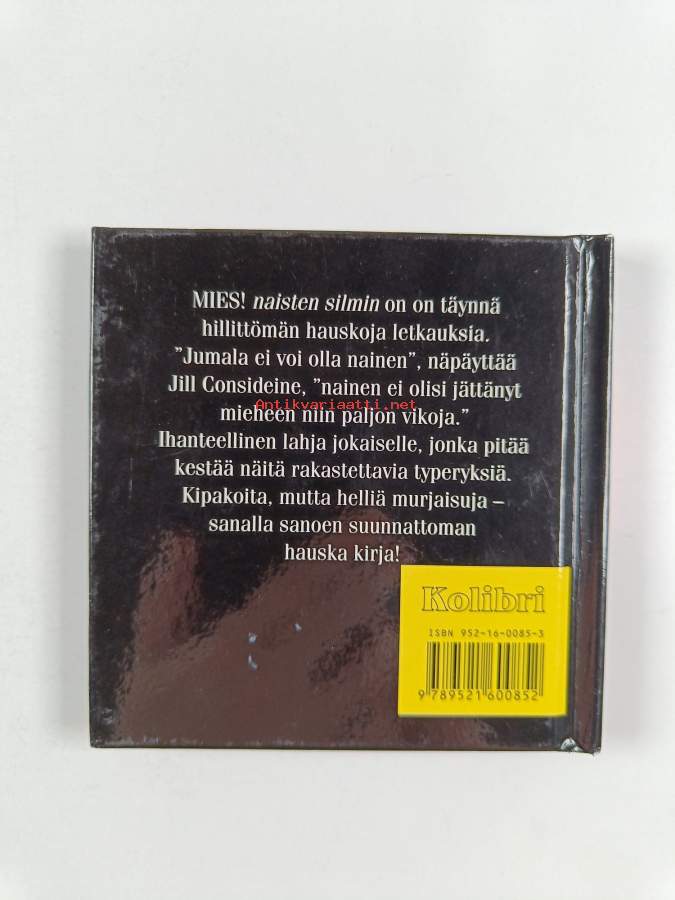 MIES! naisten silmin on on täynnä
hillittömän hauskoja letkauksia.
"Jumala ei voi olla nainen", näpäyttää
Jill Consideine, "nainen ei olisi jättänyt
mieheen niin paljon vikoja."
Antikvariaatti.net
Ihanteellinen lahja jokaiselle, jonka pitää
kestää näitä rakastettavia typeryksiä.
Kipakoita, mutta helliä murjaisuja –
sanalla sanoen suunnattoman
hauska kirja!
Kolibri
ISBN 952-16-0085-3
9 789521 600852